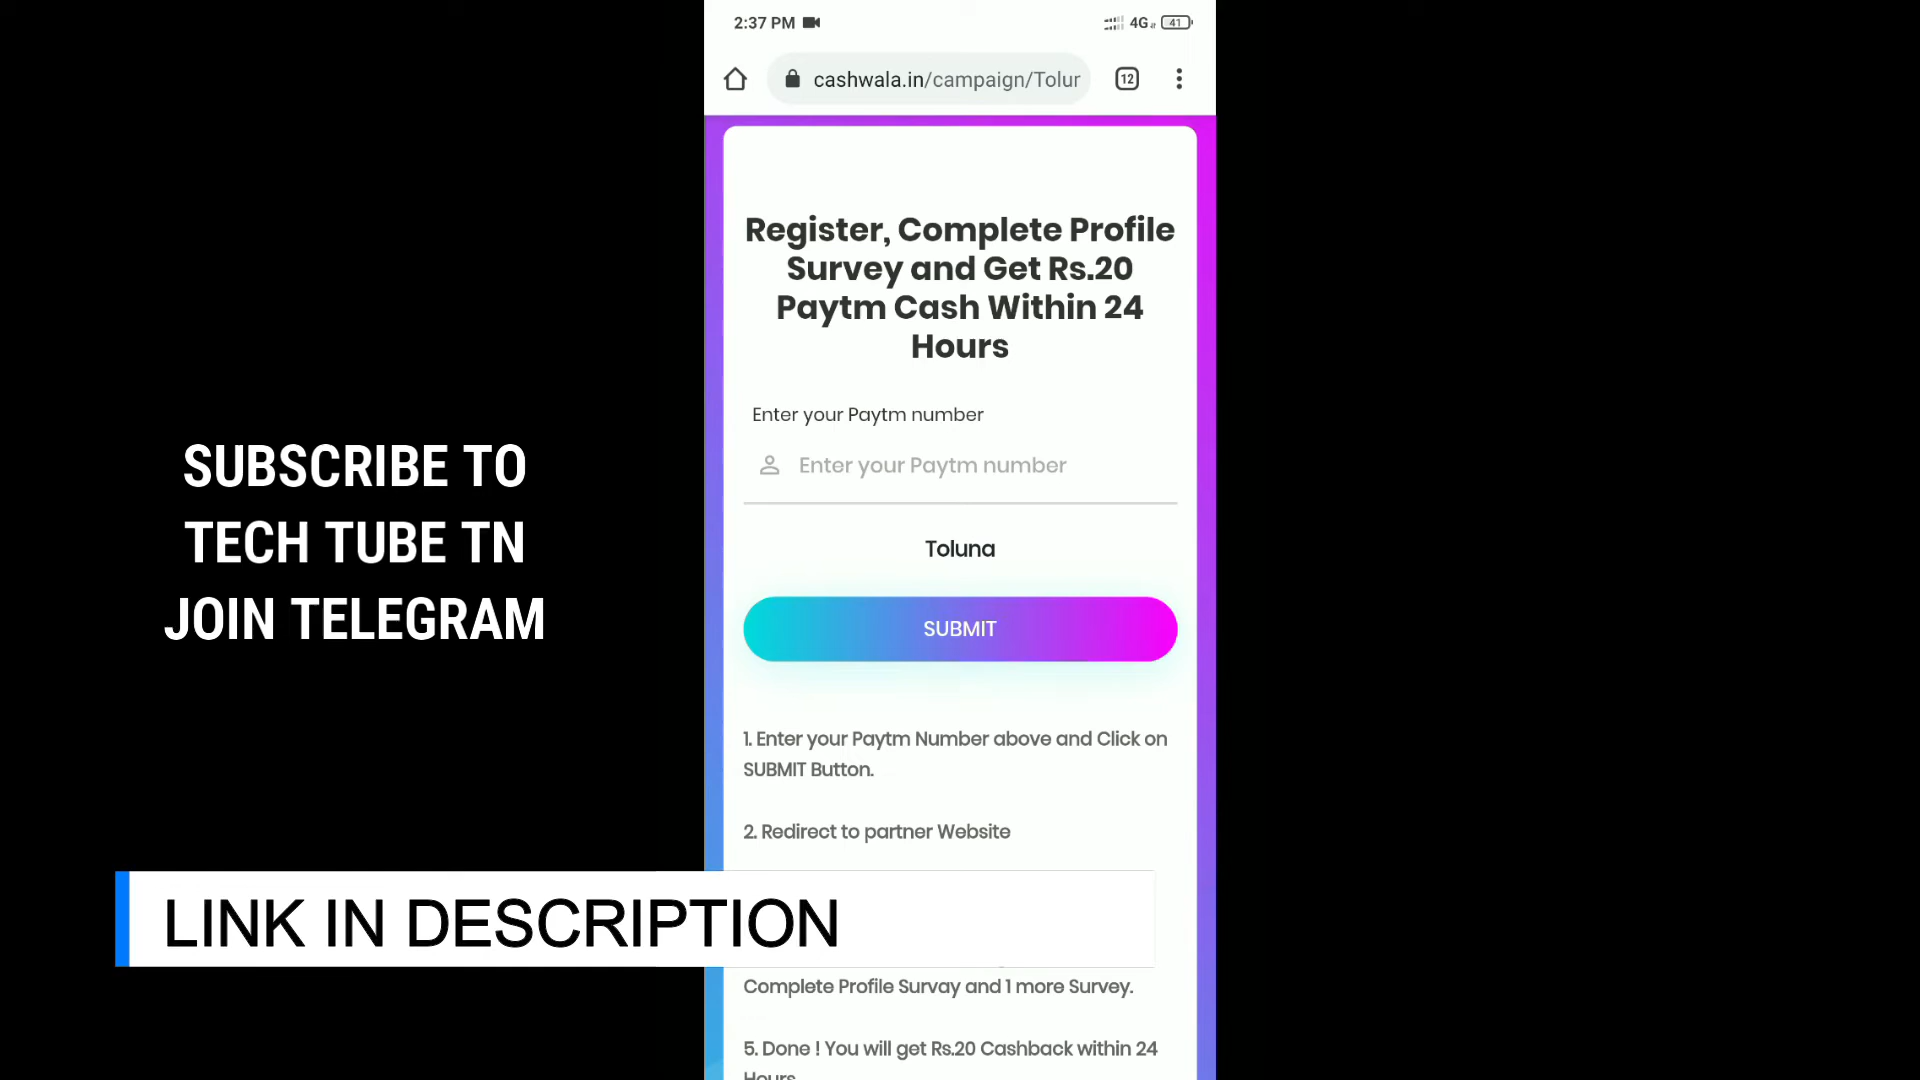 2:37 PM
4G
41
cashwala.in/campaign/Tolur
12
Register, Complete Profile
Survey and Get Rs.20
Paytm Cash Within 24
Hours
Enter your Paytm number
Enter your Paytm number
Toluna
SUBMIT
1. Enter your Paytm Number above and Click on
SUBMIT Button.
2. Redirect to partner Website
Complete Profile Survay and 1 more Survey.
5. Done ! You will get Rs.20 Cashback within 24
Hours
SUBSCRIBE TO
TECH TUBE TN
JOIN TELEGRAM
LINK IN DESCRIPTION